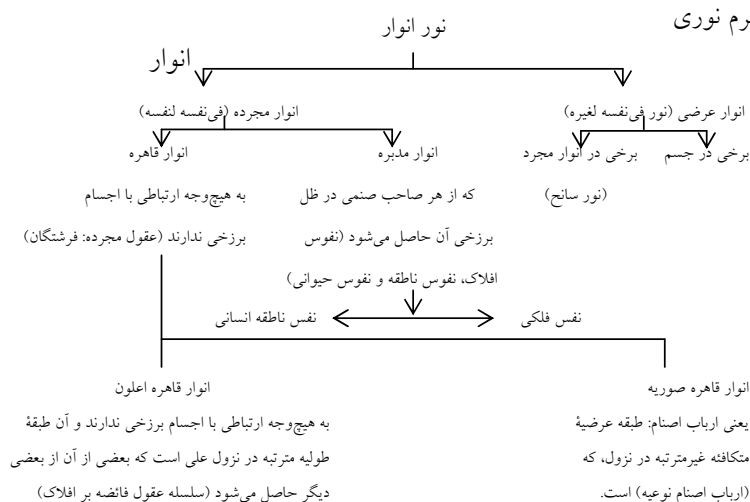 رم نوری
نور انوار
انوار
انوار عرضی (نور فی‌نفسه لغیره)
انوار مجرده (فی‌نفسه لنفسه)
برخی در جسم
برخی در انوار مجرد
(نور سانح)
انوار مدبره
که از هر صاحب صنمی در ظل
برزخی آن حاصل می‌شود (نفوس
افلاک، نفوس ناطقه و نفوس حیوانی)
انوار قاهره
به هیچ‌وجه ارتباطی با اجسام
برزخی ندارند (عقول مجرده: فرشتگان)
نفس فلکی
نفس ناطقه انسانی
انوار قاهره صوریه
یعنی ارباب اصنام: طبقه عرضیۀ
متکافئه غیرمترتبه در نزول، که
(ارباب اصنام نوعیه) است.
انوار قاهره اعلون
به هیچ‌وجه ارتباطی با اجسام برزخی ندارند و آن طبقۀ
طولیه مترتبه در نزول علی است که بعضی از آن از بعضی
دیگر حاصل می‌شود (سلسله عقول فائضه بر افلاک)